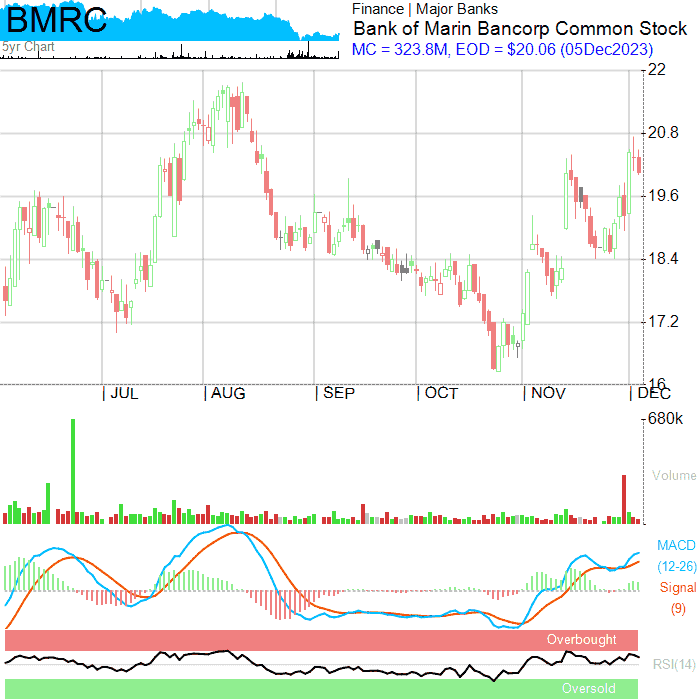 BMRC
5yr Chart
Finance | Major Banks
Bank of Marin Bancorp Common Stock
MC = 323.8M, EOD = $20.06 (05Dec2023)
22
20.8
19.6
18.4
17.2
16
| JUL | AUG | SEP | OCT | NOV | DEC
680k
Volume
MACD
(12-26)
Signal
(9)
Overbought
RSI(14)
Oversold